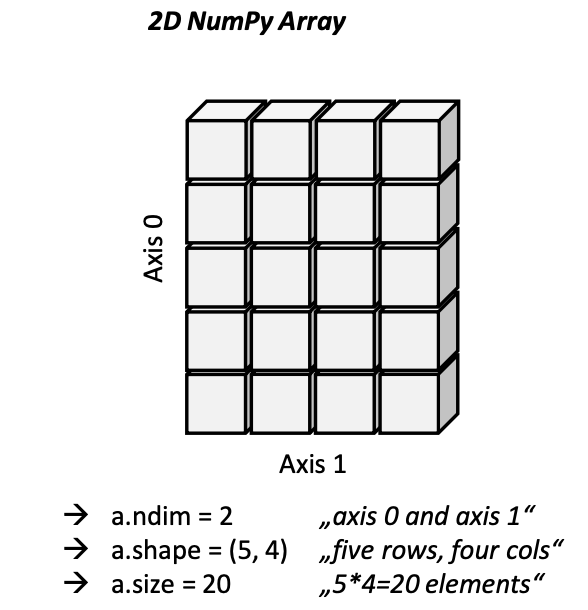 2D NumPy Array
Axis 0
Axis 1
→ a.ndim = 2 „axis 0 and axis 1“
→ a.shape = (5, 4) „five rows, four cols“
→ a.size = 20 „5*4=20 elements“